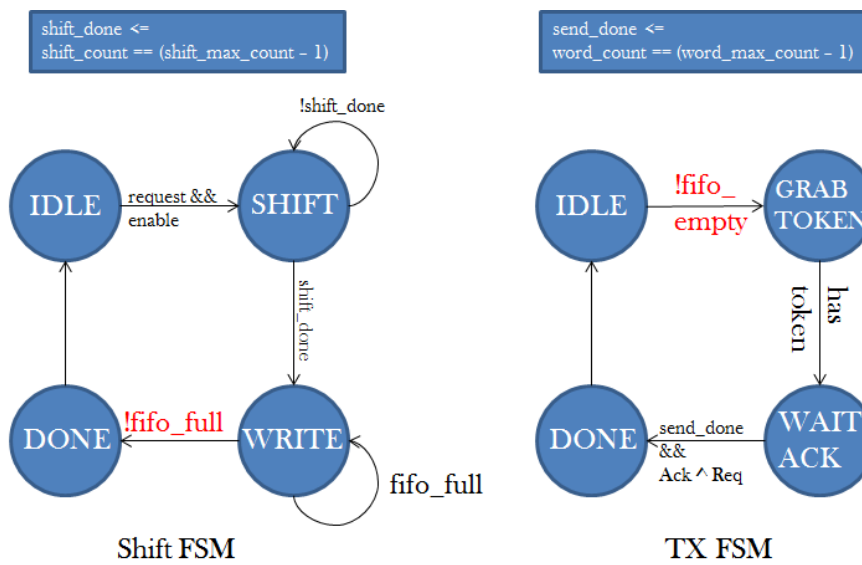 shift_done <=
shift_count == (shift_max_count – 1)
!shift_done
IDLE
request &&
enable
SHIFT
shift_done
DONE
!fifo_full
WRITE
fifo_full
Shift FSM
send_done <=
word_count == (word_max_count – 1)
IDLE
!fifo_
empty
GRAB
TOKEN
has
token
DONE
send_done
&&
Ack ^ Req
WAIT
ACK
TX FSM